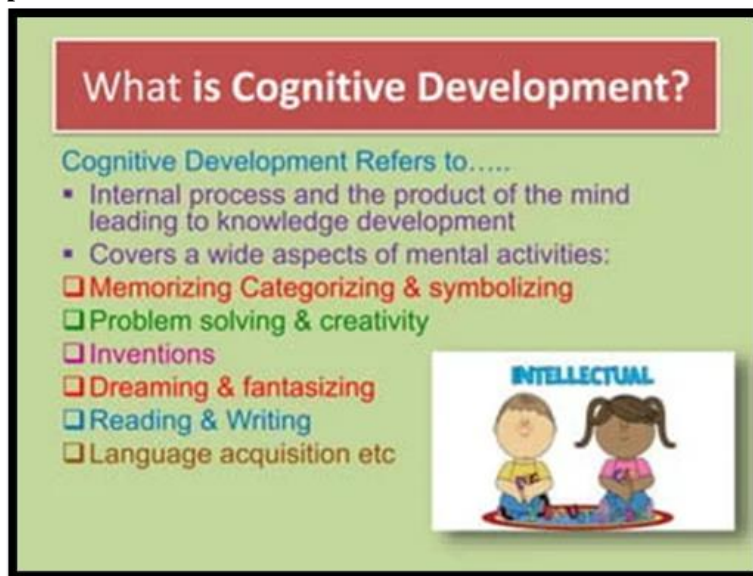 What is Cognitive Development?
Cognitive Development Refers to.....
▪ Internal process and the product of the mind
leading to knowledge development
▪ Covers a wide aspects of mental activities:
❑Memorizing Categorizing & symbolizing
❑Problem solving & creativity
❑Inventions
❑Dreaming & fantasizing
❑Reading & Writing
❑Language acquisition etc
INTELLECTUAL